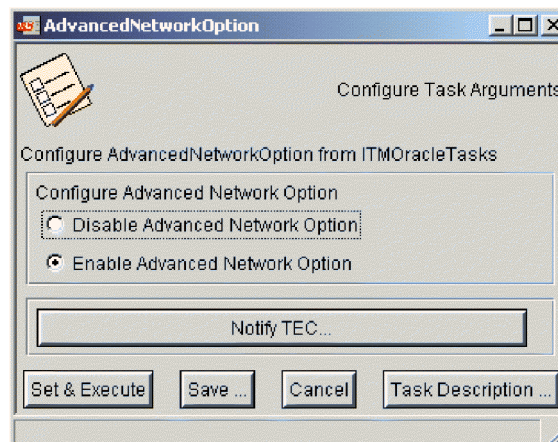 AdvancedNetworkOption
Configure Task Arguments
Configure AdvancedNetworkOption from ITMOracleTasks
Configure Advanced Network Option
Disable Advanced Network Option
Enable Advanced Network Option
Notify TEC...
Set & Execute Save ... Cancel Task Description ...